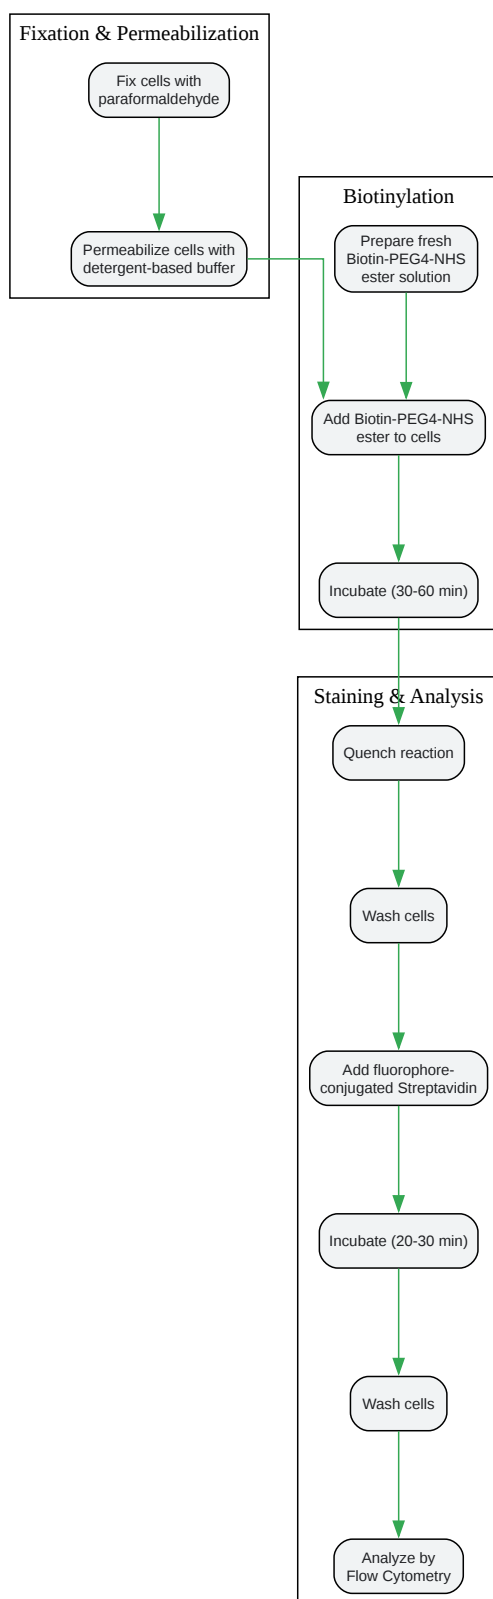 Fixation & Permeabilization
Fix cells with
paraformaldehyde
Permeabilize cells with
detergent-based buffer
Biotinylation
Prepare fresh
Biotin-PEG4-NHS
ester solution
Add Biotin-PEG4-NHS
ester to cells
Incubate (30-60 min)
Staining & Analysis
Quench reaction
Wash cells
Add fluorophore-
conjugated Streptavidin
Incubate (20-30 min)
Wash cells
Analyze by
Flow Cytometry